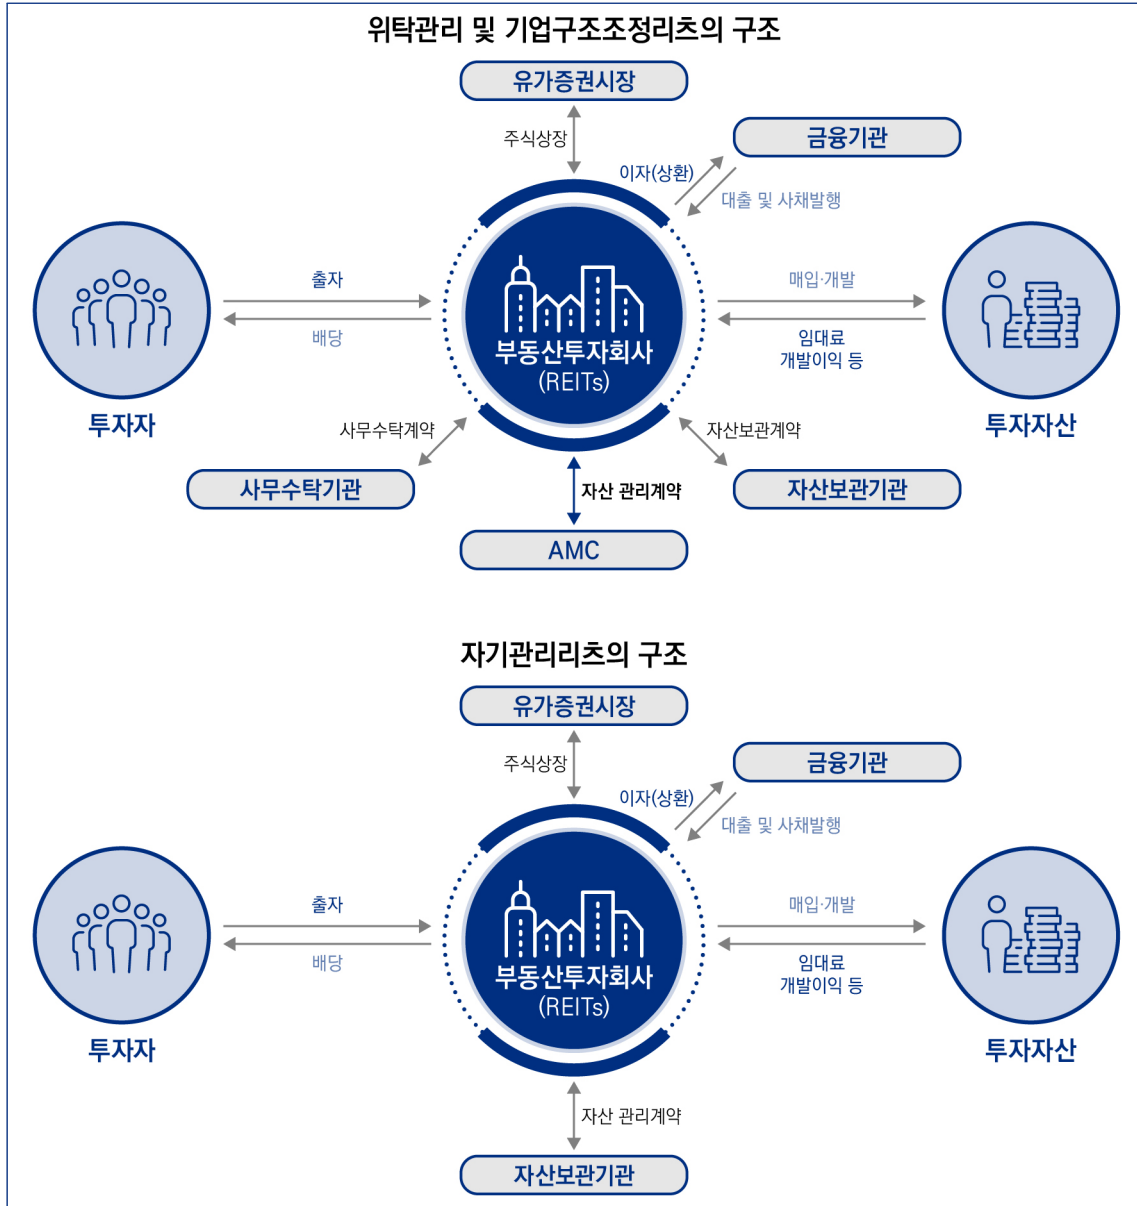 위탁관리 및 기업구조조정리츠의 구조
유가증권시장
주식상장
금융기관
이자(상환)
대출 및 사채발행
출자
배당
부동산투자회사
(REITs)
매입·개발
임대료
개발이익 등
투자자
투자자산
사무수탁계약
자산보관계약
사무수탁기관
자산 관리계약
자산보관기관
AMC
자기관리리츠의 구조
유가증권시장
주식상장
금융기관
이자(상환)
대출 및 사채발행
출자
배당
부동산투자회사
(REITs)
매입·개발
임대료
개발이익 등
투자자
투자자산
자산 관리계약
자산보관기관